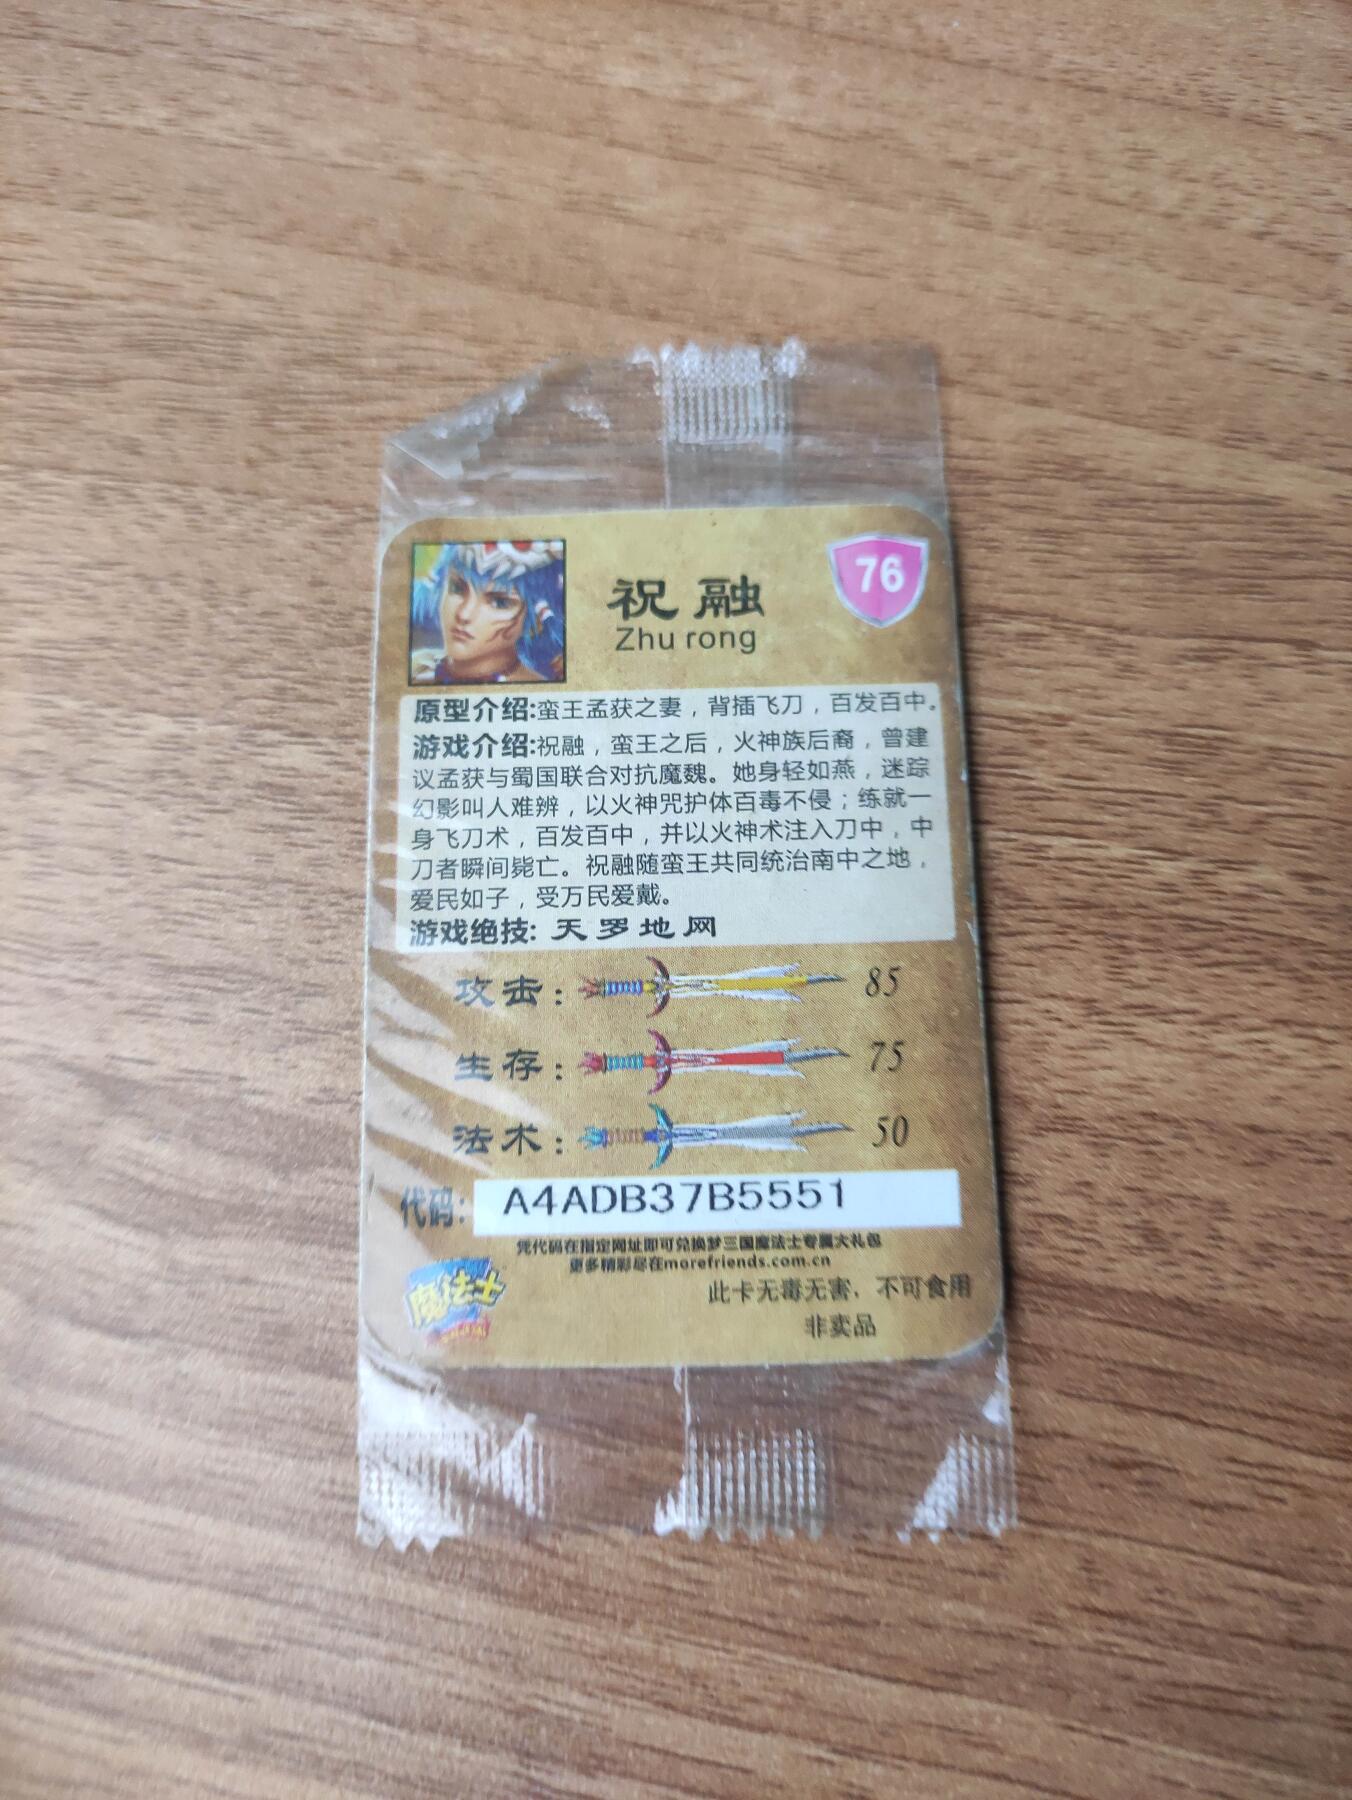 祝融
Zhu rong
76
原型介绍:蛮王孟获之妻，背插飞刀，百发百中。
游戏介绍:祝融，蛮王之后，火神族后裔，曾建
议孟获与蜀国联合对抗魔魏。她身轻如燕，迷踪
幻影叫人难辨，以火神咒护体百毒不侵；练就一
身飞刀术，百发百中，并以火神术注入刀中，中
刀者瞬间毙亡。祝融随蛮王共同统治南中之地，
爱民如子，受万民爱戴。
游戏绝技: 天罗地网
攻击: 85
生存: 75
法术: 50
代码: A4ADB37B5551
凭代码在指定网址即可兑换梦三国魔法士专属大礼包
更多精彩尽在morefriends.com.cn
魔法士
此卡无毒无害，不可食用
非卖品